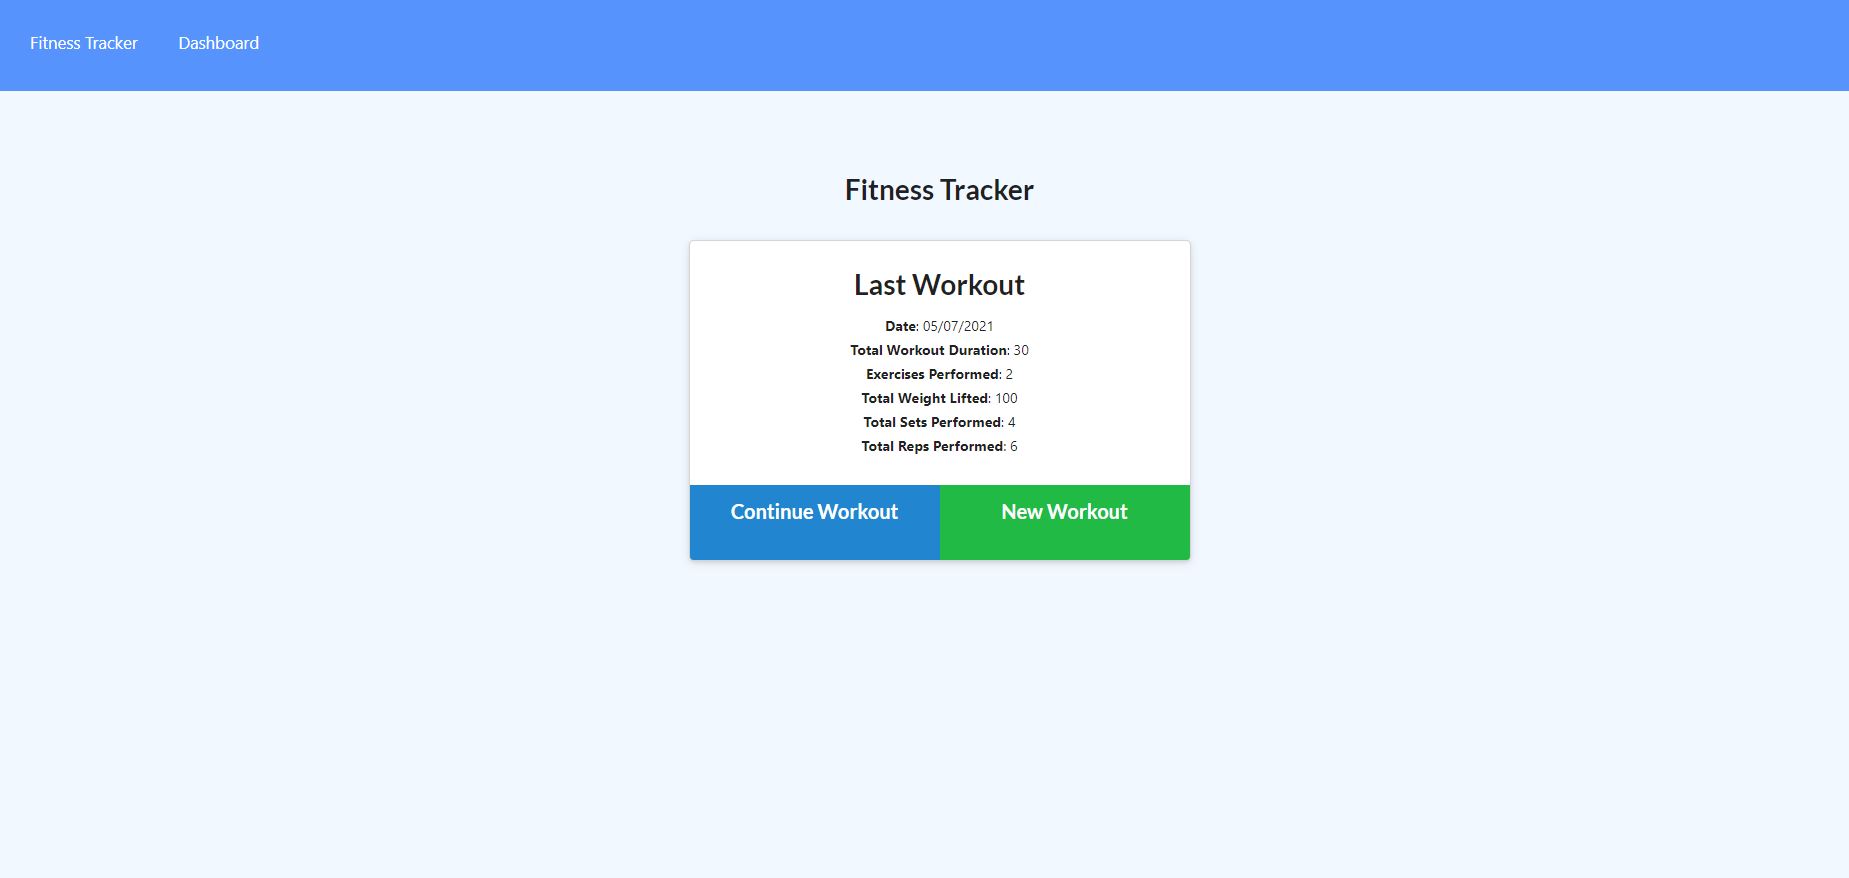 Fitness Tracker Dashboard
Fitness Tracker
Last Workout
Date: 05/07/2021
Total Workout Duration: 30
Exercises Performed: 2
Total Weight Lifted: 100
Total Sets Performed: 4
Total Reps Performed: 6
Continue Workout New Workout